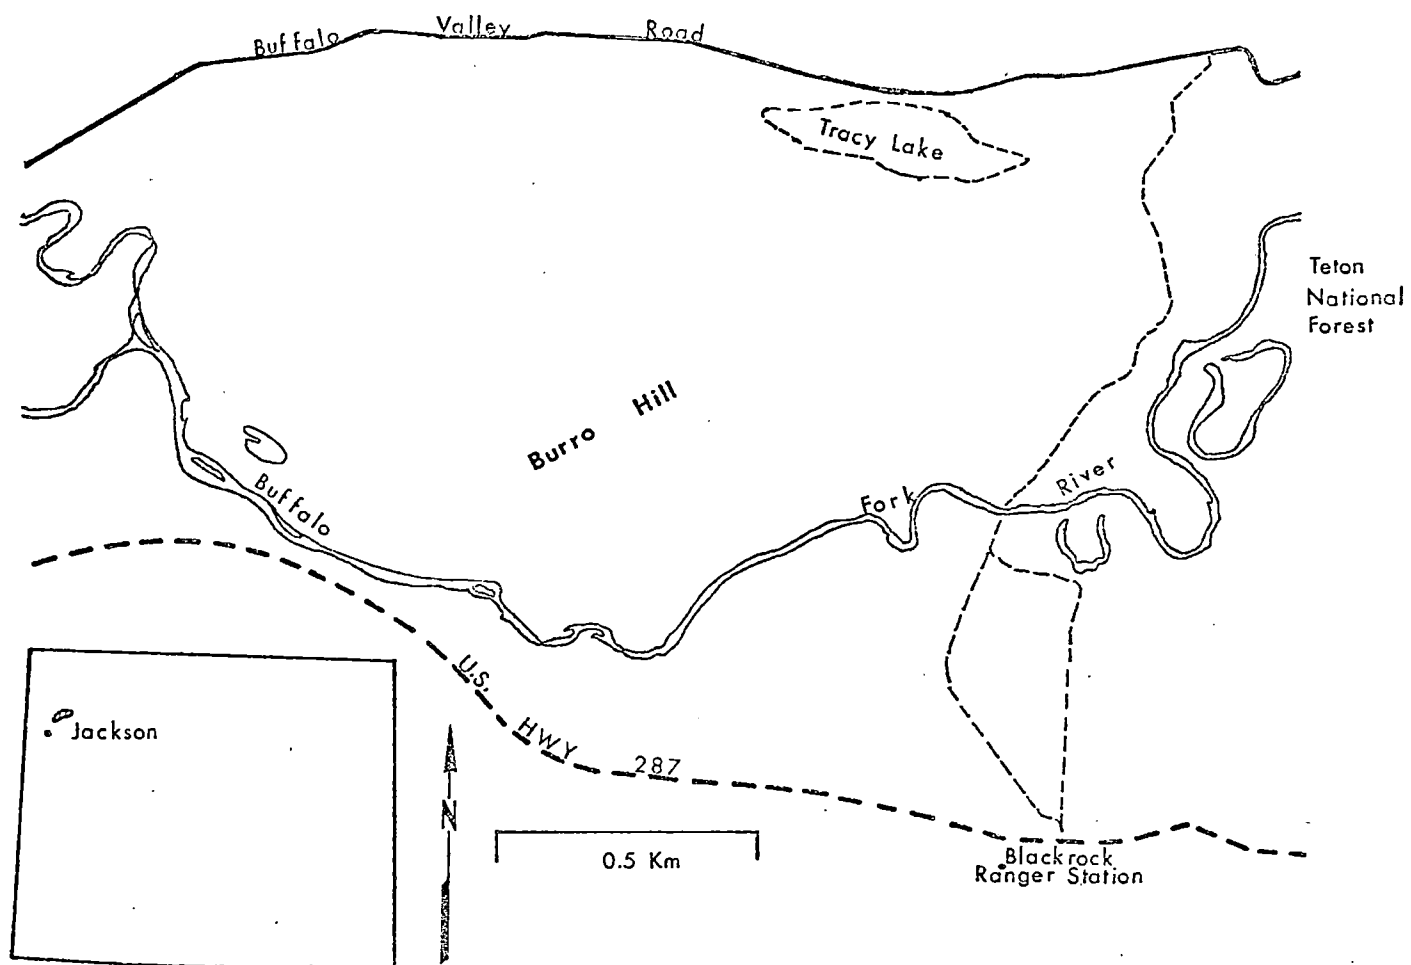 Buffalo Valley Road
Tracy Lake
Teton
National
Forest
Burro Hill
Buffalo Fork River
U.S. HWY 287
Jackson
N
0.5 Km
Blackrock
Ranger Station